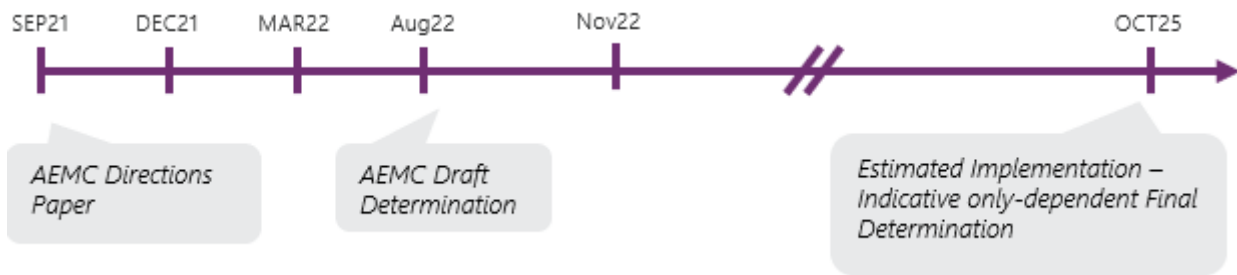 SEP21 DEC21 MAR22 Aug22 Nov22 OCT25
AEMC Directions
Paper
AEMC Draft
Determination
Estimated Implementation –
Indicative only-dependent Final
Determination